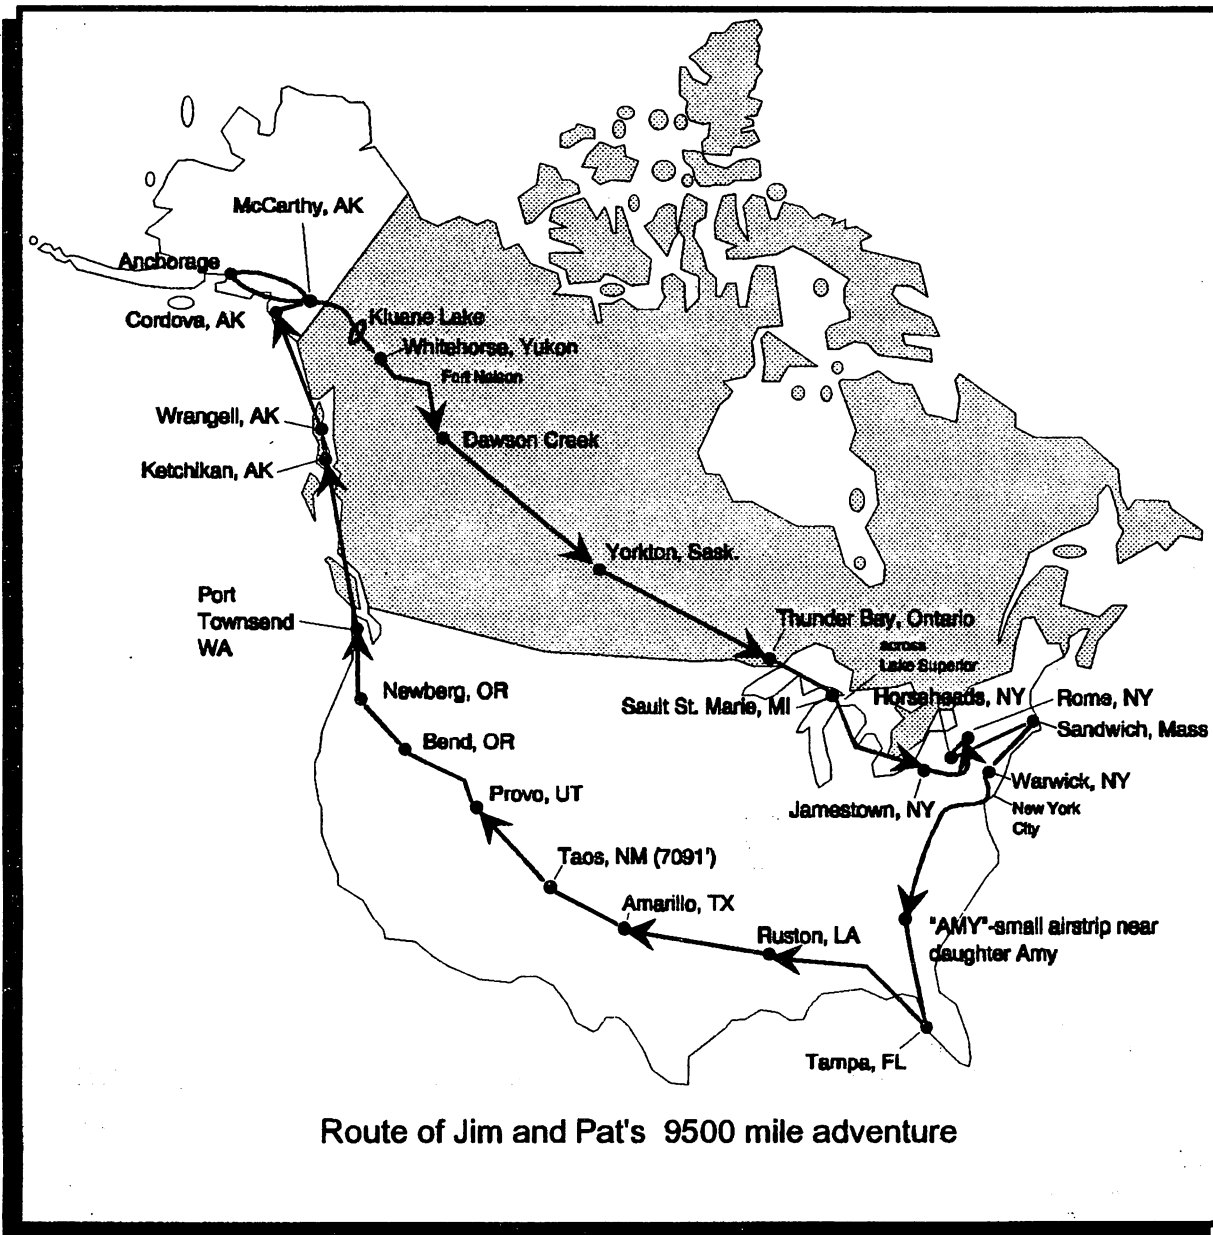 McCarthy, AK
Anchorage
Cordova, AK
Kluane Lake
Whitehorse, Yukon
Fort Nelson
Wrangell, AK
Dawson Creek
Ketchikan, AK
Yorkton, Sask.
Port
Townsend
WA
Thunder Bay, Ontario
across
Lake Superior
Newberg, OR
Sault St. Marie, MI
Horseheads, NY
Rome, NY
Sandwich, Mass
Bend, OR
Provo, UT
Warwick, NY
Jamestown, NY
New York
City
Taos, NM (7091')
Amarillo, TX
Ruston, LA
"AMY"-small airstrip near
daughter Amy
Tampa, FL
Route of Jim and Pat's 9500 mile adventure